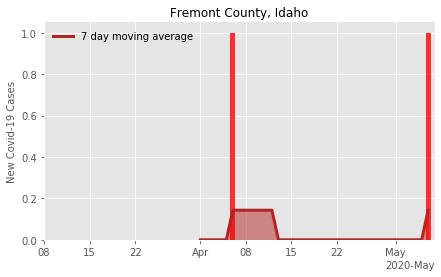 Fremont County, Idaho
7 day moving average
New Covid-19 Cases
1.0
0.8
0.6
0.4
0.2
0.0
08 15 22 Apr 08 15 22 May
2020-May